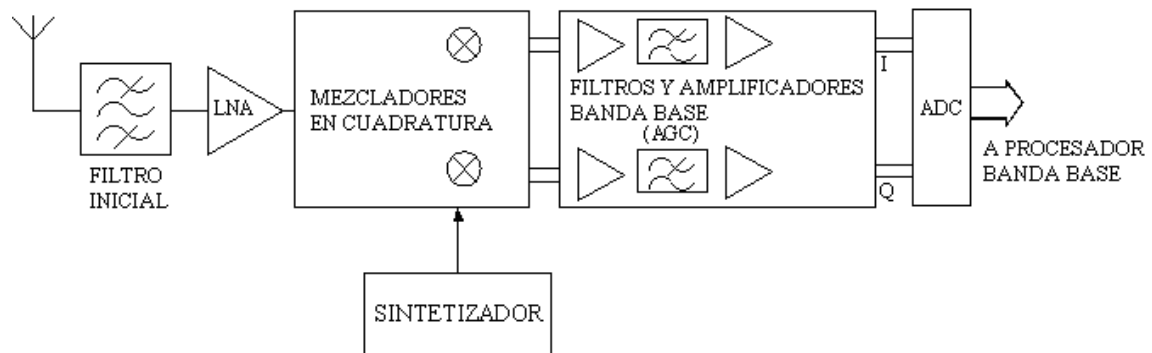 FILTRO
INICIAL
LNA
MEZCLADORES
EN CUADRATURA
SINTETIZADOR
FILTROS Y AMPLIFICADORES
BANDA BASE
(AGC)
I
Q
ADC
A PROCESADOR
BANDA BASE